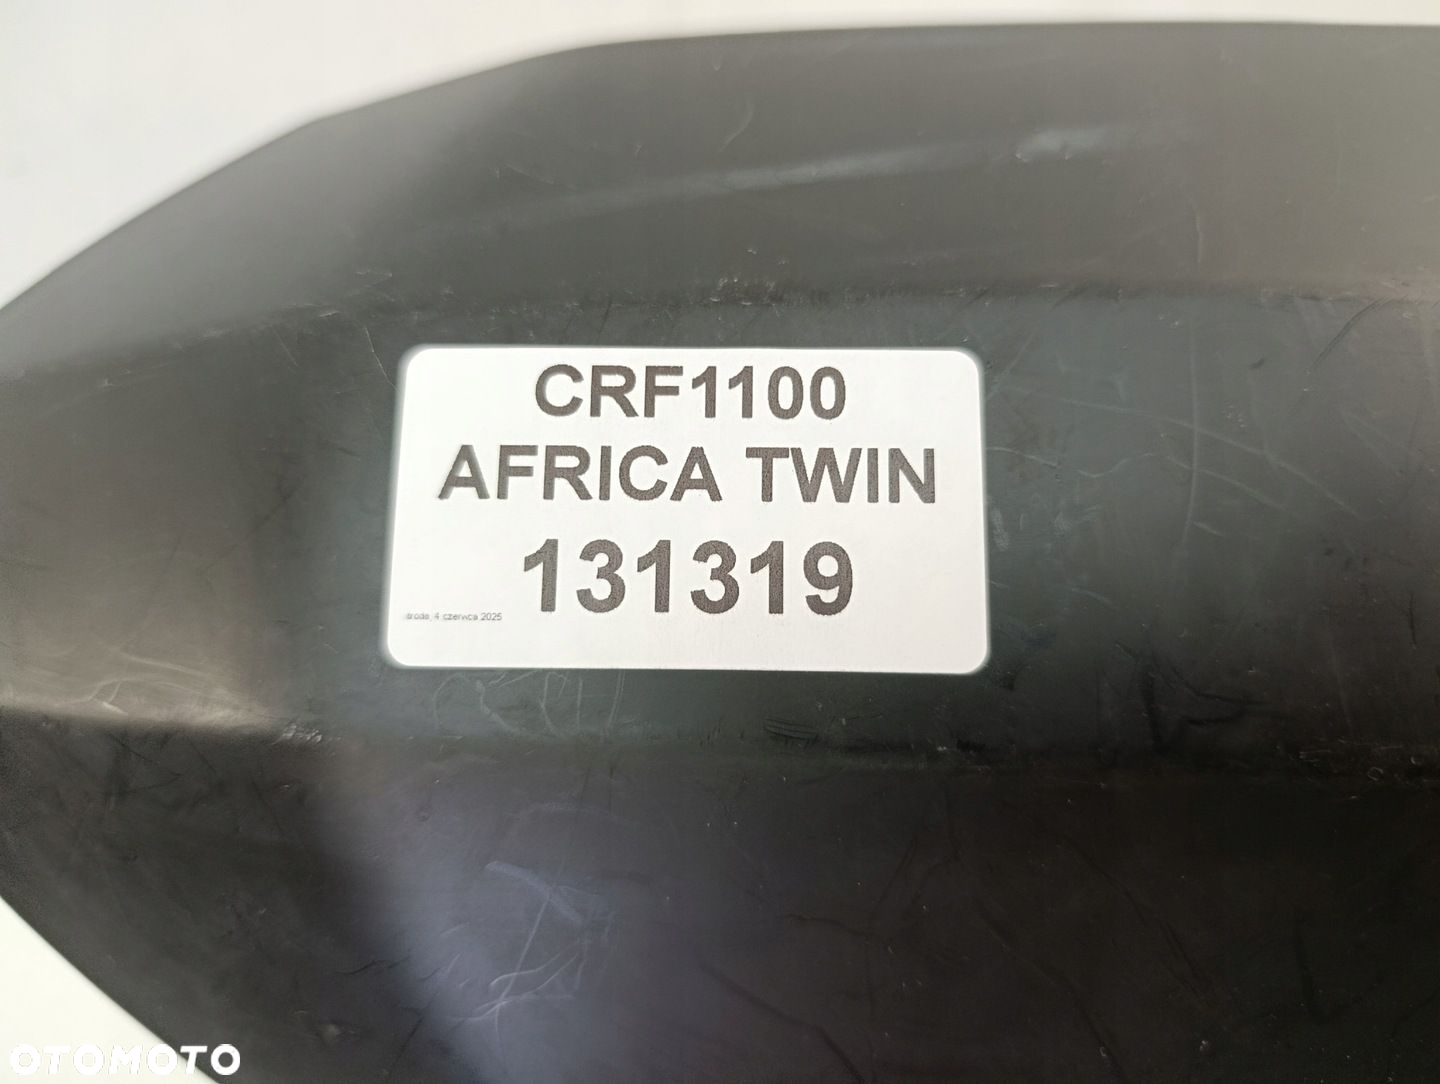 CRF1100
AFRICA TWIN
131319
środa, 4 czerwca 2025
OTOMOTO